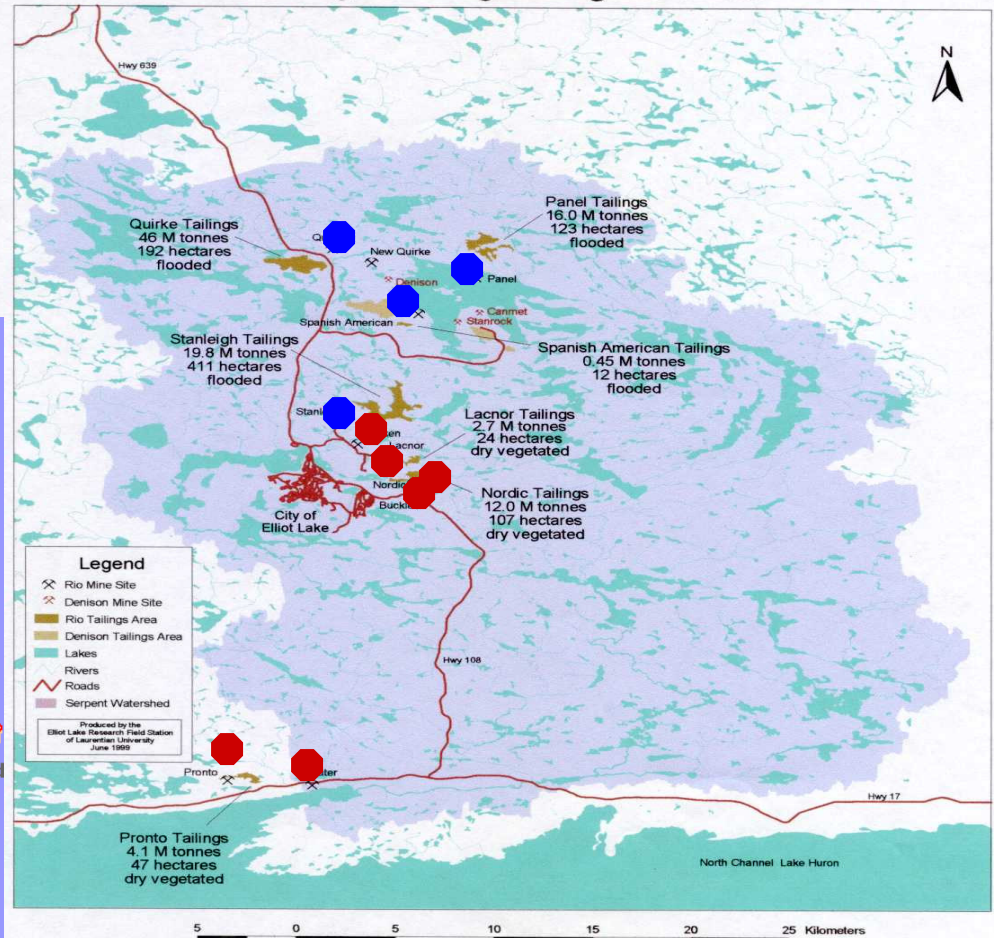 N
Hwy 639
Panel Tailings
16.0 M tonnes
123 hectares
flooded
Quirke Tailings
46 M tonnes
192 hectares
flooded
New Quirke
Denison
Panel
Canmet
Stanrock
Spanish American
Stanleigh Tailings
19.8 M tonnes
411 hectares
flooded
Spanish American Tailings
0.45 M tonnes
12 hectares
flooded
Lacnor Tailings
2.7 M tonnes
24 hectares
dry vegetated
Nordic Tailings
12.0 M tonnes
107 hectares
dry vegetated
City of
Elliot Lake
Legend
Rio Mine Site
Denison Mine Site
Rio Tailings Area
Denison Tailings Area
Lakes
Rivers
Roads
Serpent Watershed
Produced by the
Elliot Lake Research Field Station
of Laurentian University
June 1999
Hwy 108
Pronto
Hwy 17
Pronto Tailings
4.1 M tonnes
47 hectares
dry vegetated
North Channel Lake Huron
5 0 5 10 15 20 25 Kilometers